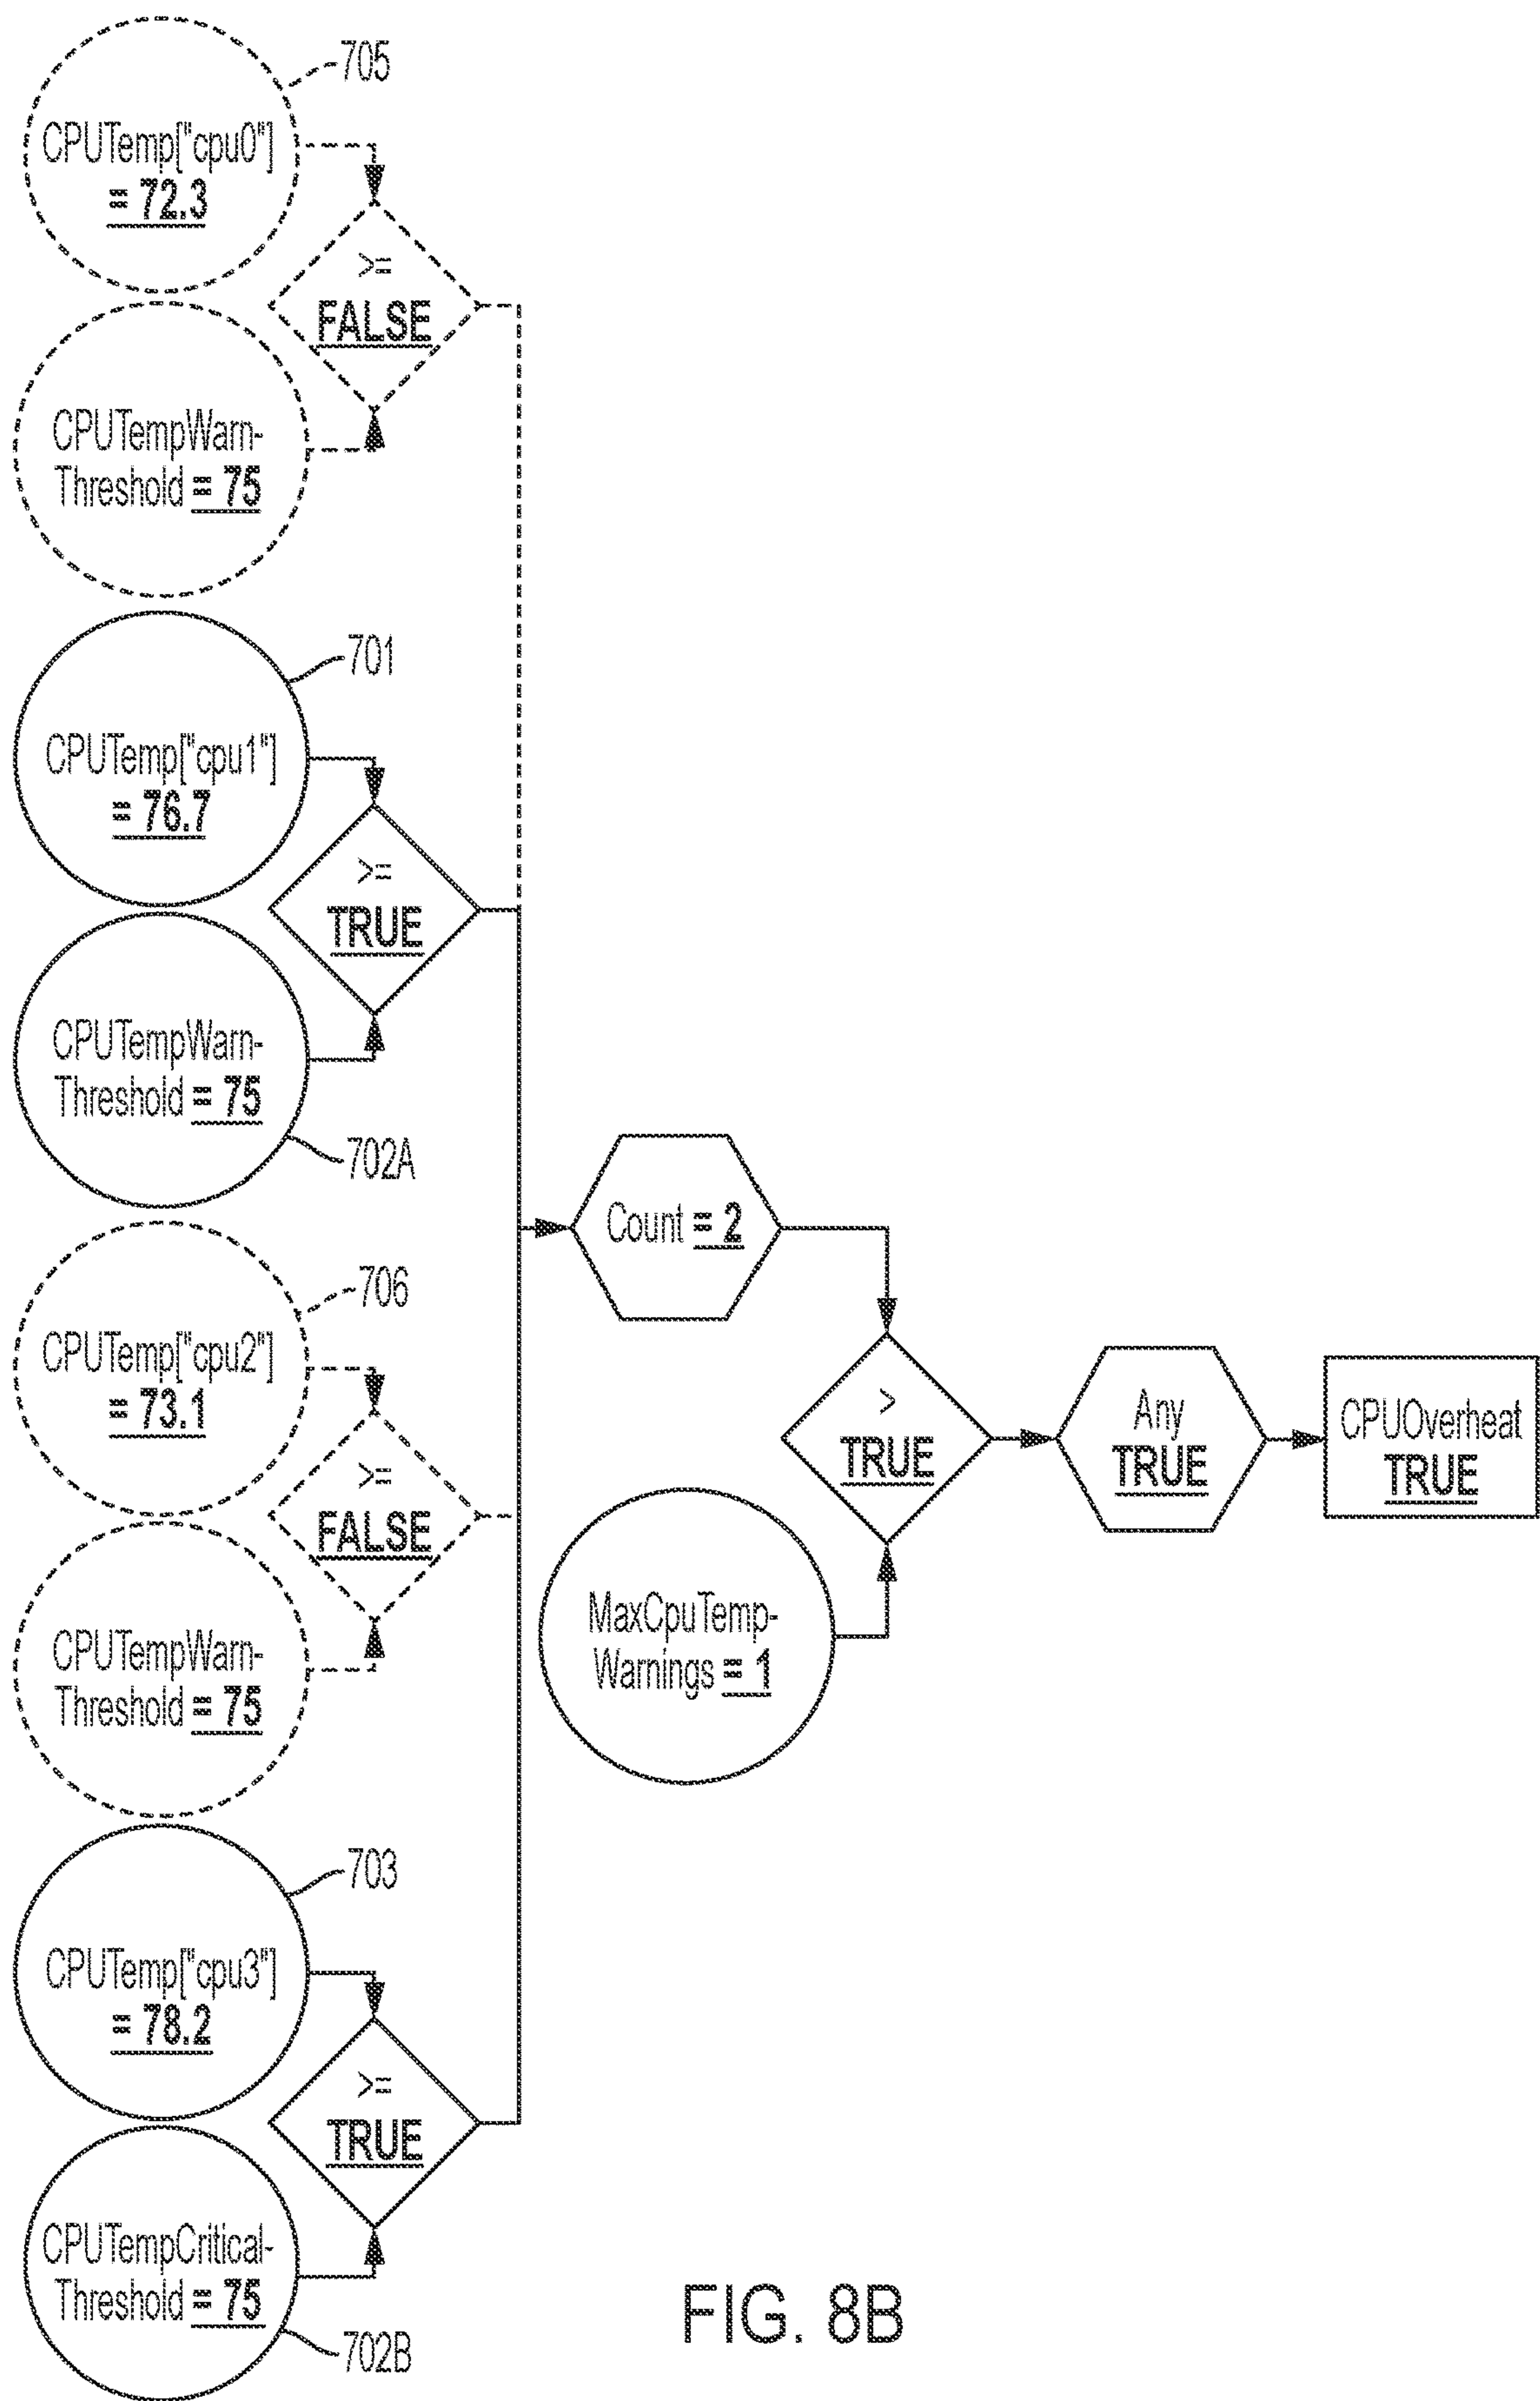 705
CPUTemp["cpu0"]
= 72.3
>=
FALSE
CPUTempWarn-
Threshold = 75
701
CPUTemp["cpu1"]
= 76.7
>=
TRUE
CPUTempWarn-
Threshold = 75
702A
Count = 2
706
CPUTemp["cpu2"]
= 73.1
>=
FALSE
>
TRUE
Any
TRUE
CPUOverheat
TRUE
CPUTempWarn-
Threshold = 75
MaxCpuTemp-
Warnings = 1
703
CPUTemp["cpu3"]
= 78.2
>=
TRUE
CPUTempCritical-
Threshold = 75
702B
FIG. 8B